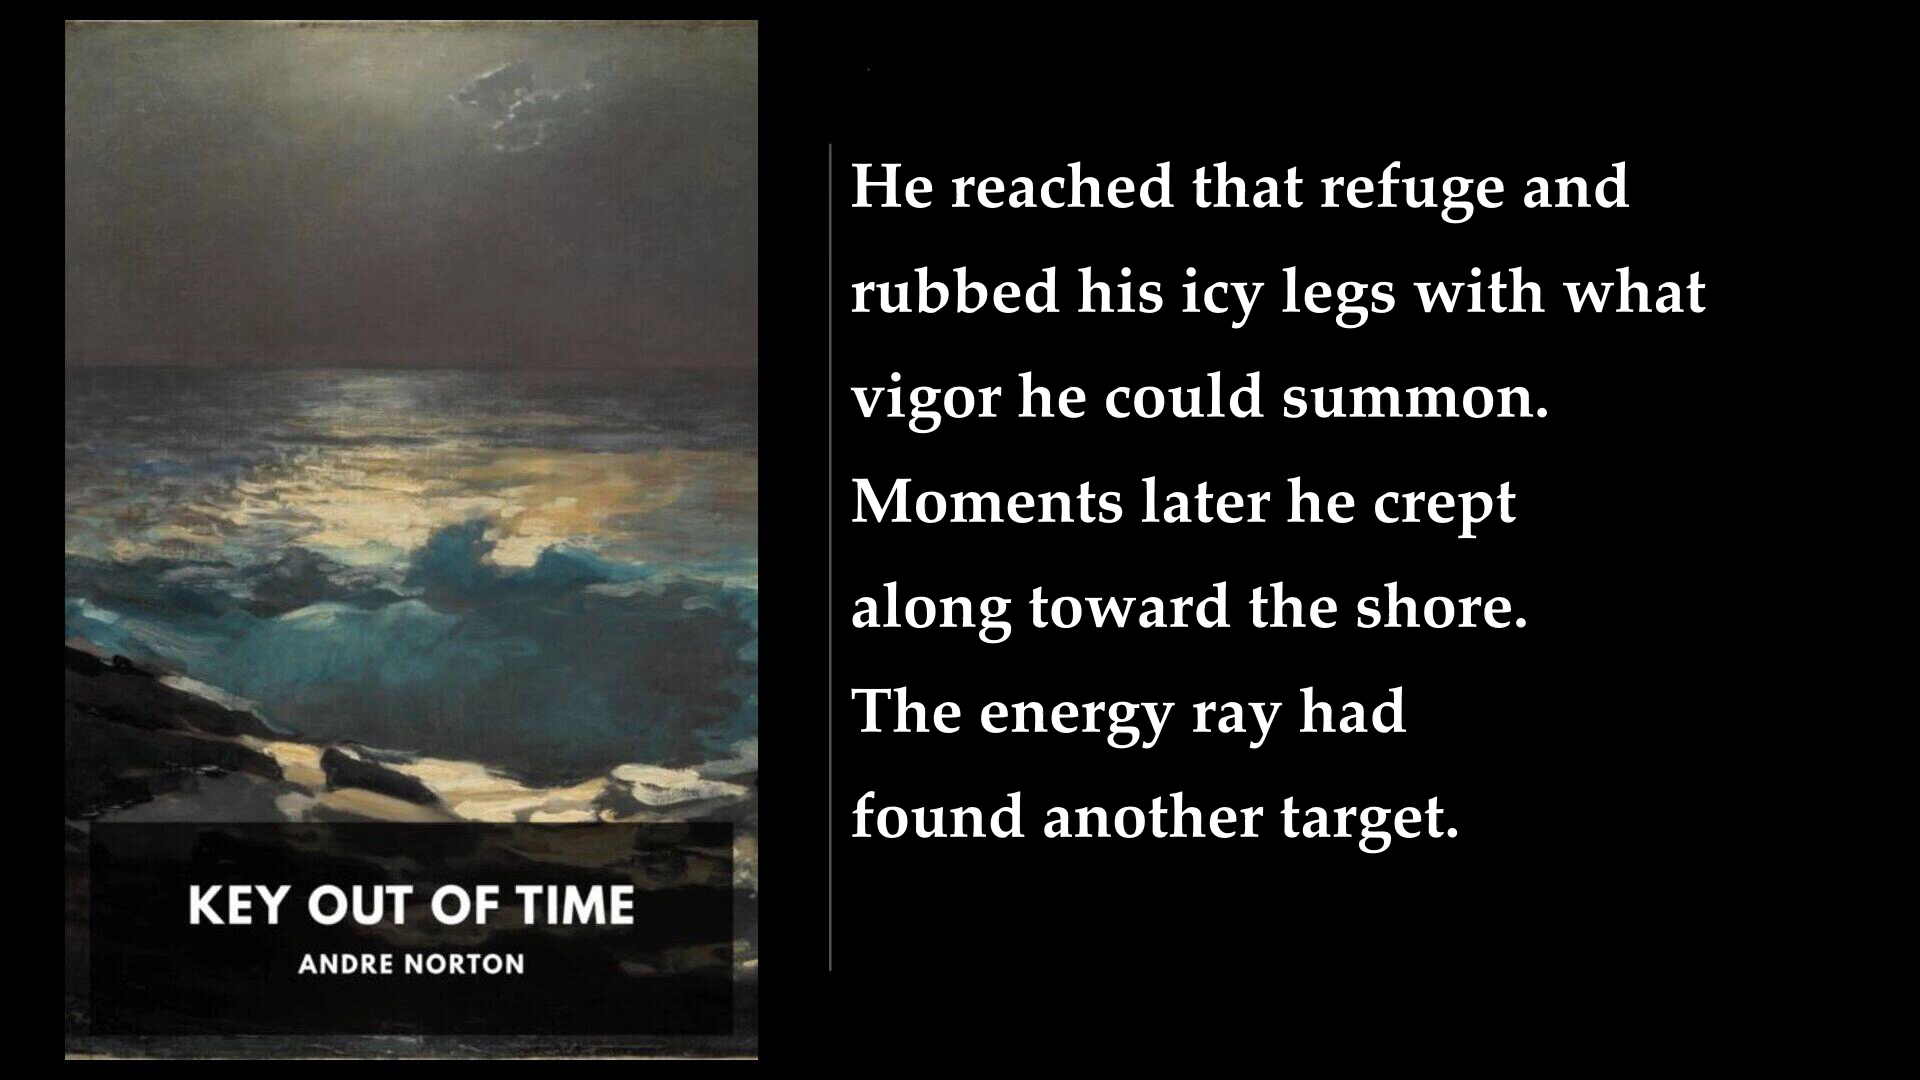 He reached that refuge and
rubbed his icy legs with what
vigor he could summon.
Moments later he crept
along toward the shore.
The energy ray had
found another target.
KEY OUT OF TIME
ANDRE NORTON